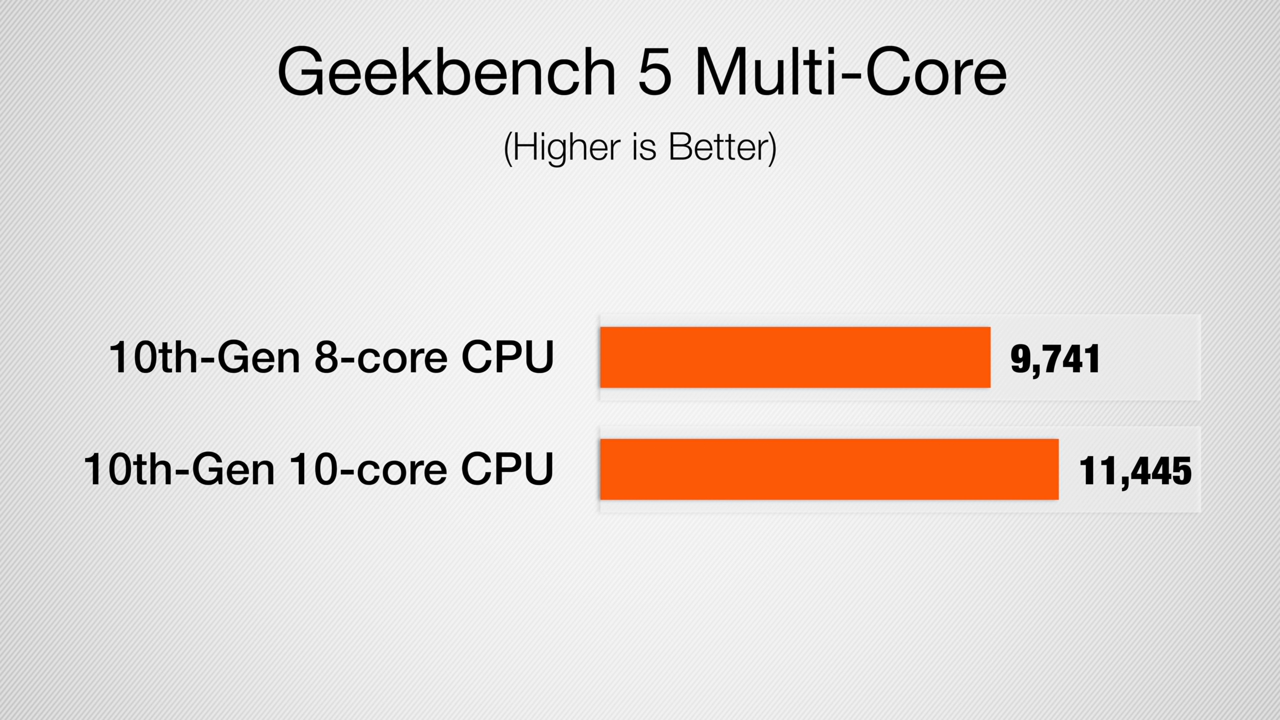 Geekbench 5 Multi-Core
(Higher is Better)
10th-Gen 8-core CPU 9,741
10th-Gen 10-core CPU 11,445